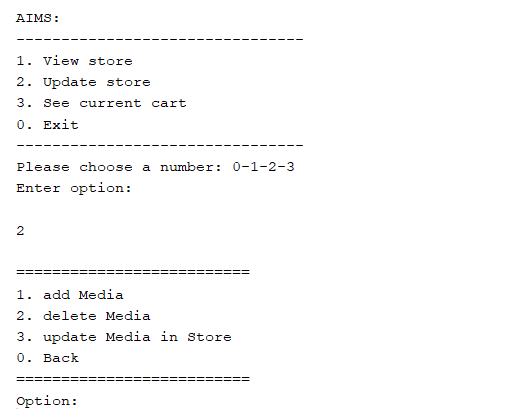 AIMS:
--------------------------------
1. View store
2. Update store
3. See current cart
0. Exit
--------------------------------
Please choose a number: 0-1-2-3
Enter option:
2
==========================
1. add Media
2. delete Media
3. update Media in Store
0. Back
==========================
Option: